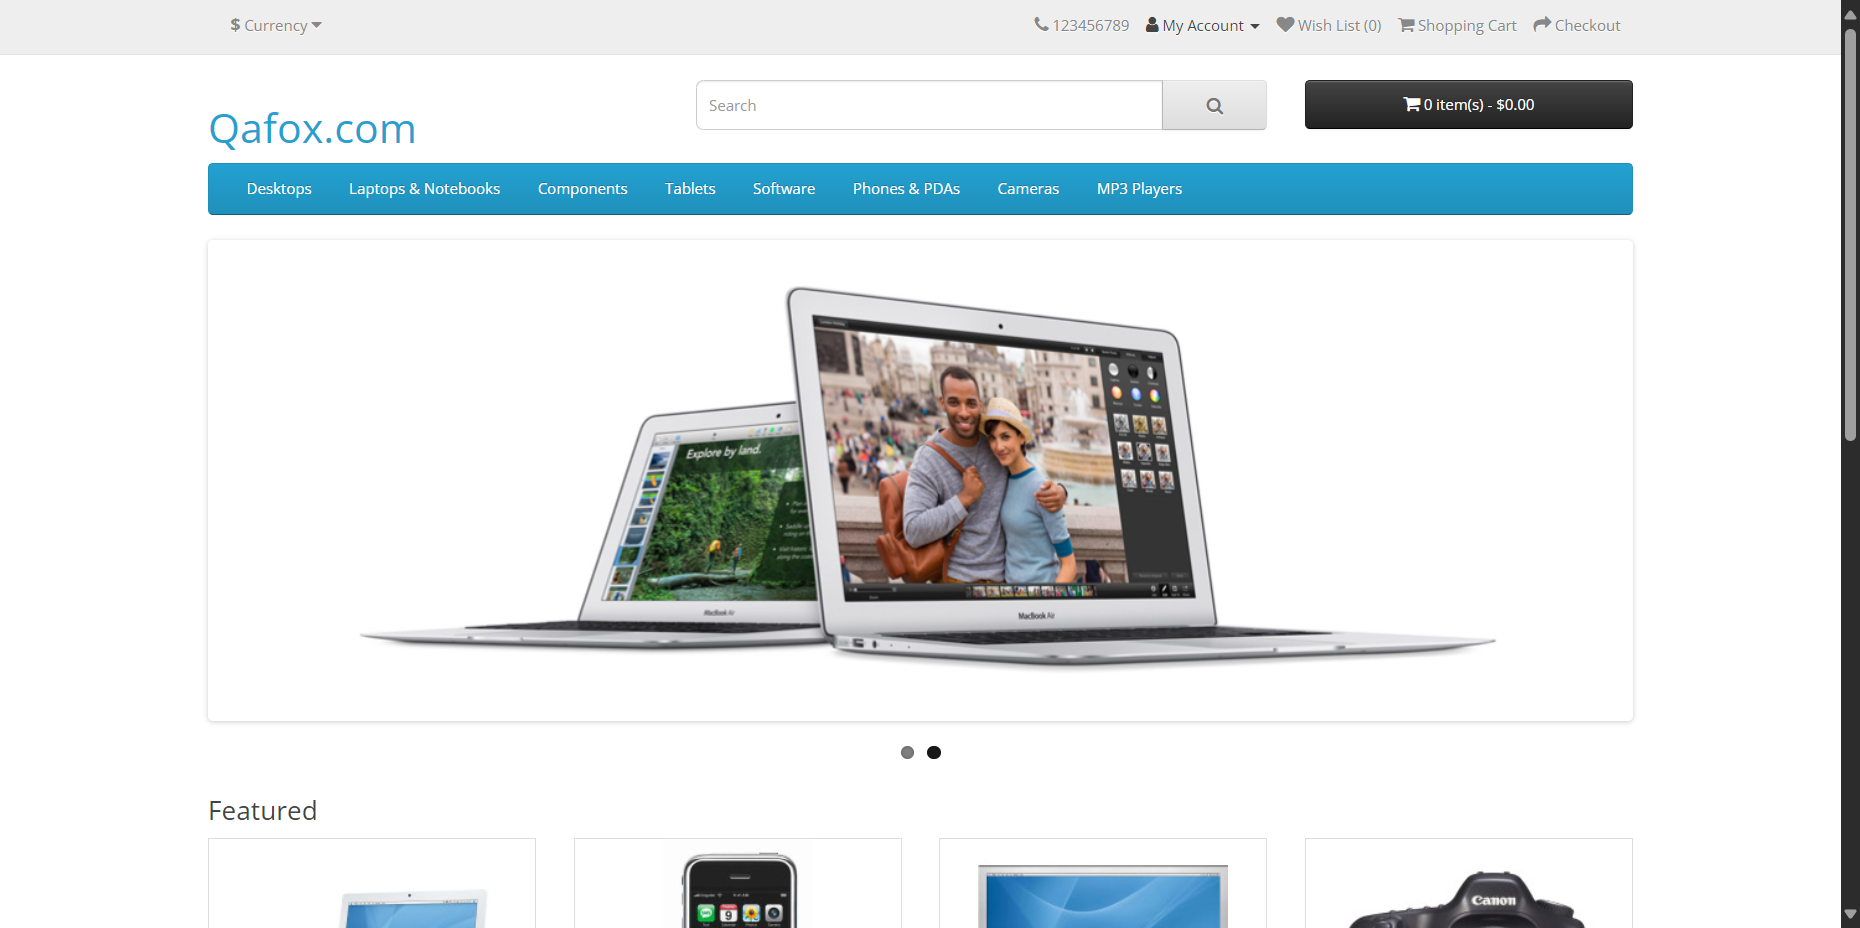 $ Currency
123456789 My Account Wish List (0) Shopping Cart Checkout
Qafox.com
Search
0 item(s) - $0.00
Desktops Laptops & Notebooks Components Tablets Software Phones & PDAs Cameras MP3 Players
Explore by land.
MacBook Air
MacBook Air
Featured
9
Canon